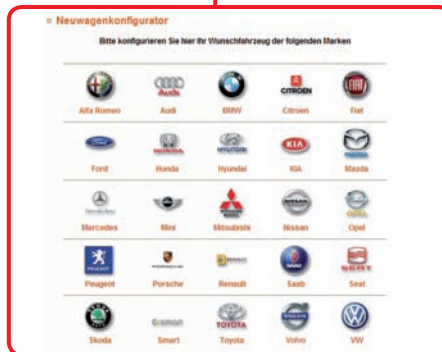 Neuwagenkonfigurator
Bitte konfigurieren Sie hier Ihr Wunschfahrzeug der folgenden Marken
Alfa Romeo Audi BMW Citroen Fiat
Ford Honda Hyundai KIA Mazda
Mercedes Mini Mitsubishi Nissan Opel
Peugeot Porsche Renault Saab Seat
Skoda Smart Toyota Volvo VW